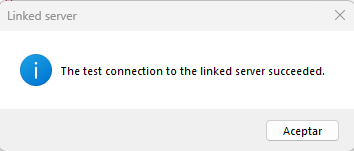 Linked server
The test connection to the linked server succeeded.
Aceptar